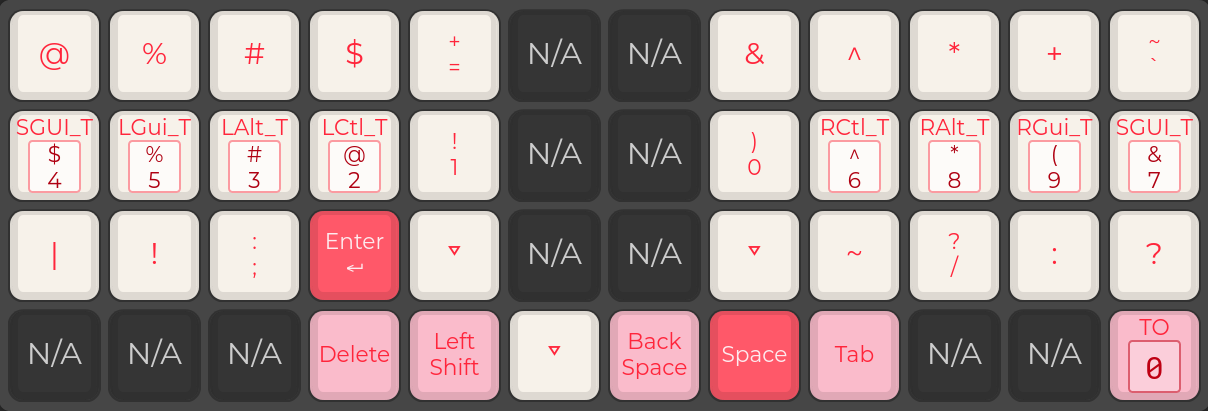 @ % # $ + N/A N/A & ^ * + ~
= `
SGUI_T LGui_T LAlt_T LCtl_T ! N/A N/A ) RCtl_T RAlt_T RGui_T SGUI_T
$ % # @ ^ * ( &
4 5 3 2 1 0 6 8 9 7
| ! : Enter ▿ N/A N/A ▿ ~ ? : ?
; ↵ /
N/A N/A N/A Delete Left ▿ Back Space Tab N/A N/A TO
Shift Space 0